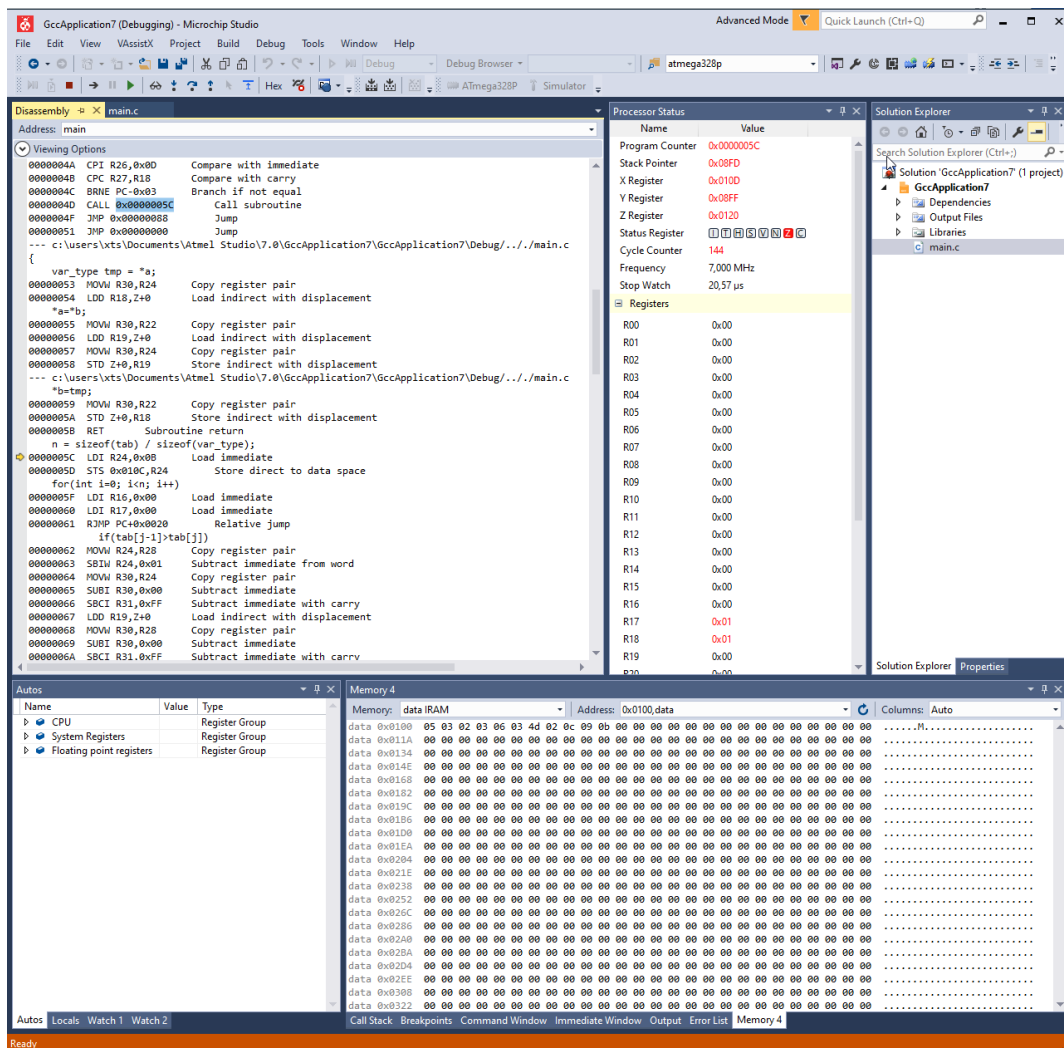 GccApplication7 (Debugging) - Microchip Studio
Advanced Mode
Quick Launch (Ctrl+Q)
File Edit View VAssistX Project Build Debug Tools Window Help
Debug
Debug Browser
atmega328p
Hex
ATmega328P
Simulator
Disassembly main.c
Address: main
Viewing Options
0000004A CPI R26,0x0D Compare with immediate
0000004B CPC R27,R18 Compare with carry
0000004C BRNE PC-0x03 Branch if not equal
0000004D CALL 0x0000005C Call subroutine
0000004F JMP 0x00000088 Jump
00000051 JMP 0x00000000 Jump
--- c:\users\xts\Documents\Atmel Studio\7.0\GccApplication7\GccApplication7\Debug/.././main.c
{
var_type tmp = *a;
00000053 MOVW R30,R24 Copy register pair
00000054 LDD R18,Z+0 Load indirect with displacement
*a=*b;
00000055 MOVW R30,R22 Copy register pair
00000056 LDD R19,Z+0 Load indirect with displacement
00000057 MOVW R30,R24 Copy register pair
00000058 STD Z+0,R19 Store indirect with displacement
--- c:\users\xts\Documents\Atmel Studio\7.0\GccApplication7\GccApplication7\Debug/.././main.c
*b=tmp;
00000059 MOVW R30,R22 Copy register pair
0000005A STD Z+0,R18 Store indirect with displacement
0000005B RET Subroutine return
n = sizeof(tab) / sizeof(var_type);
0000005C LDI R24,0x0B Load immediate
0000005D STS 0x010C,R24 Store direct to data space
for(int i=0; i<n; i++)
0000005F LDI R16,0x00 Load immediate
00000060 LDI R17,0x00 Load immediate
00000061 RJMP PC+0x0020 Relative jump
if(tab[j-1]>tab[j])
00000062 MOVW R24,R28 Copy register pair
00000063 SBIW R24,0x01 Subtract immediate from word
00000064 MOVW R30,R24 Copy register pair
00000065 SUBI R30,0x00 Subtract immediate
00000066 SBCI R31,0xFF Subtract immediate with carry
00000067 LDD R19,Z+0 Load indirect with displacement
00000068 MOVW R30,R28 Copy register pair
00000069 SUBI R30,0x00 Subtract immediate
0000006A SBCI R31,0xFF Subtract immediate with carry
Processor Status
Name Value
Program Counter 0x0000005C
Stack Pointer 0x08FD
X Register 0x010D
Y Register 0x08FF
Z Register 0x0120
Status Register I T H S V N Z C
Cycle Counter 144
Frequency 7,000 MHz
Stop Watch 20,57 µs
Registers
R00 0x00
R01 0x00
R02 0x00
R03 0x00
R04 0x00
R05 0x00
R06 0x00
R07 0x00
R08 0x00
R09 0x00
R10 0x00
R11 0x00
R12 0x00
R13 0x00
R14 0x00
R15 0x00
R16 0x00
R17 0x01
R18 0x01
R19 0x00
R20 0x00
Solution Explorer
Search Solution Explorer (Ctrl+;)
Solution 'GccApplication7' (1 project)
GccApplication7
Dependencies
Output Files
Libraries
main.c
Solution Explorer Properties
Autos
Name Value Type
CPU Register Group
System Registers Register Group
Floating point registers Register Group
Autos Locals Watch 1 Watch 2
Memory 4
Memory: data IRAM Address: 0x0100,data Columns: Auto
data 0x0100 05 03 02 03 06 03 4d 02 0c 09 0b 00 00 00 00 00 00 00 00 00 00 00 00 00 00 00 ......M...................
data 0x011A 00 00 00 00 00 00 00 00 00 00 00 00 00 00 00 00 00 00 00 00 00 00 00 00 00 00 ..........................
data 0x0134 00 00 00 00 00 00 00 00 00 00 00 00 00 00 00 00 00 00 00 00 00 00 00 00 00 00 ..........................
data 0x014E 00 00 00 00 00 00 00 00 00 00 00 00 00 00 00 00 00 00 00 00 00 00 00 00 00 00 ..........................
data 0x0168 00 00 00 00 00 00 00 00 00 00 00 00 00 00 00 00 00 00 00 00 00 00 00 00 00 00 ..........................
data 0x0182 00 00 00 00 00 00 00 00 00 00 00 00 00 00 00 00 00 00 00 00 00 00 00 00 00 00 ..........................
data 0x019C 00 00 00 00 00 00 00 00 00 00 00 00 00 00 00 00 00 00 00 00 00 00 00 00 00 00 ..........................
data 0x01B6 00 00 00 00 00 00 00 00 00 00 00 00 00 00 00 00 00 00 00 00 00 00 00 00 00 00 ..........................
data 0x01D0 00 00 00 00 00 00 00 00 00 00 00 00 00 00 00 00 00 00 00 00 00 00 00 00 00 00 ..........................
data 0x01EA 00 00 00 00 00 00 00 00 00 00 00 00 00 00 00 00 00 00 00 00 00 00 00 00 00 00 ..........................
data 0x0204 00 00 00 00 00 00 00 00 00 00 00 00 00 00 00 00 00 00 00 00 00 00 00 00 00 00 ..........................
data 0x021E 00 00 00 00 00 00 00 00 00 00 00 00 00 00 00 00 00 00 00 00 00 00 00 00 00 00 ..........................
data 0x0238 00 00 00 00 00 00 00 00 00 00 00 00 00 00 00 00 00 00 00 00 00 00 00 00 00 00 ..........................
data 0x0252 00 00 00 00 00 00 00 00 00 00 00 00 00 00 00 00 00 00 00 00 00 00 00 00 00 00 ..........................
data 0x026C 00 00 00 00 00 00 00 00 00 00 00 00 00 00 00 00 00 00 00 00 00 00 00 00 00 00 ..........................
data 0x0286 00 00 00 00 00 00 00 00 00 00 00 00 00 00 00 00 00 00 00 00 00 00 00 00 00 00 ..........................
data 0x02A0 00 00 00 00 00 00 00 00 00 00 00 00 00 00 00 00 00 00 00 00 00 00 00 00 00 00 ..........................
data 0x02BA 00 00 00 00 00 00 00 00 00 00 00 00 00 00 00 00 00 00 00 00 00 00 00 00 00 00 ..........................
data 0x02D4 00 00 00 00 00 00 00 00 00 00 00 00 00 00 00 00 00 00 00 00 00 00 00 00 00 00 ..........................
data 0x02EE 00 00 00 00 00 00 00 00 00 00 00 00 00 00 00 00 00 00 00 00 00 00 00 00 00 00 ..........................
data 0x0308 00 00 00 00 00 00 00 00 00 00 00 00 00 00 00 00 00 00 00 00 00 00 00 00 00 00 ..........................
data 0x0322 00 00 00 00 00 00 00 00 00 00 00 00 00 00 00 00 00 00 00 00 00 00 00 00 00 00 ..........................
Call Stack Breakpoints Command Window Immediate Window Output Error List Memory 4
Ready